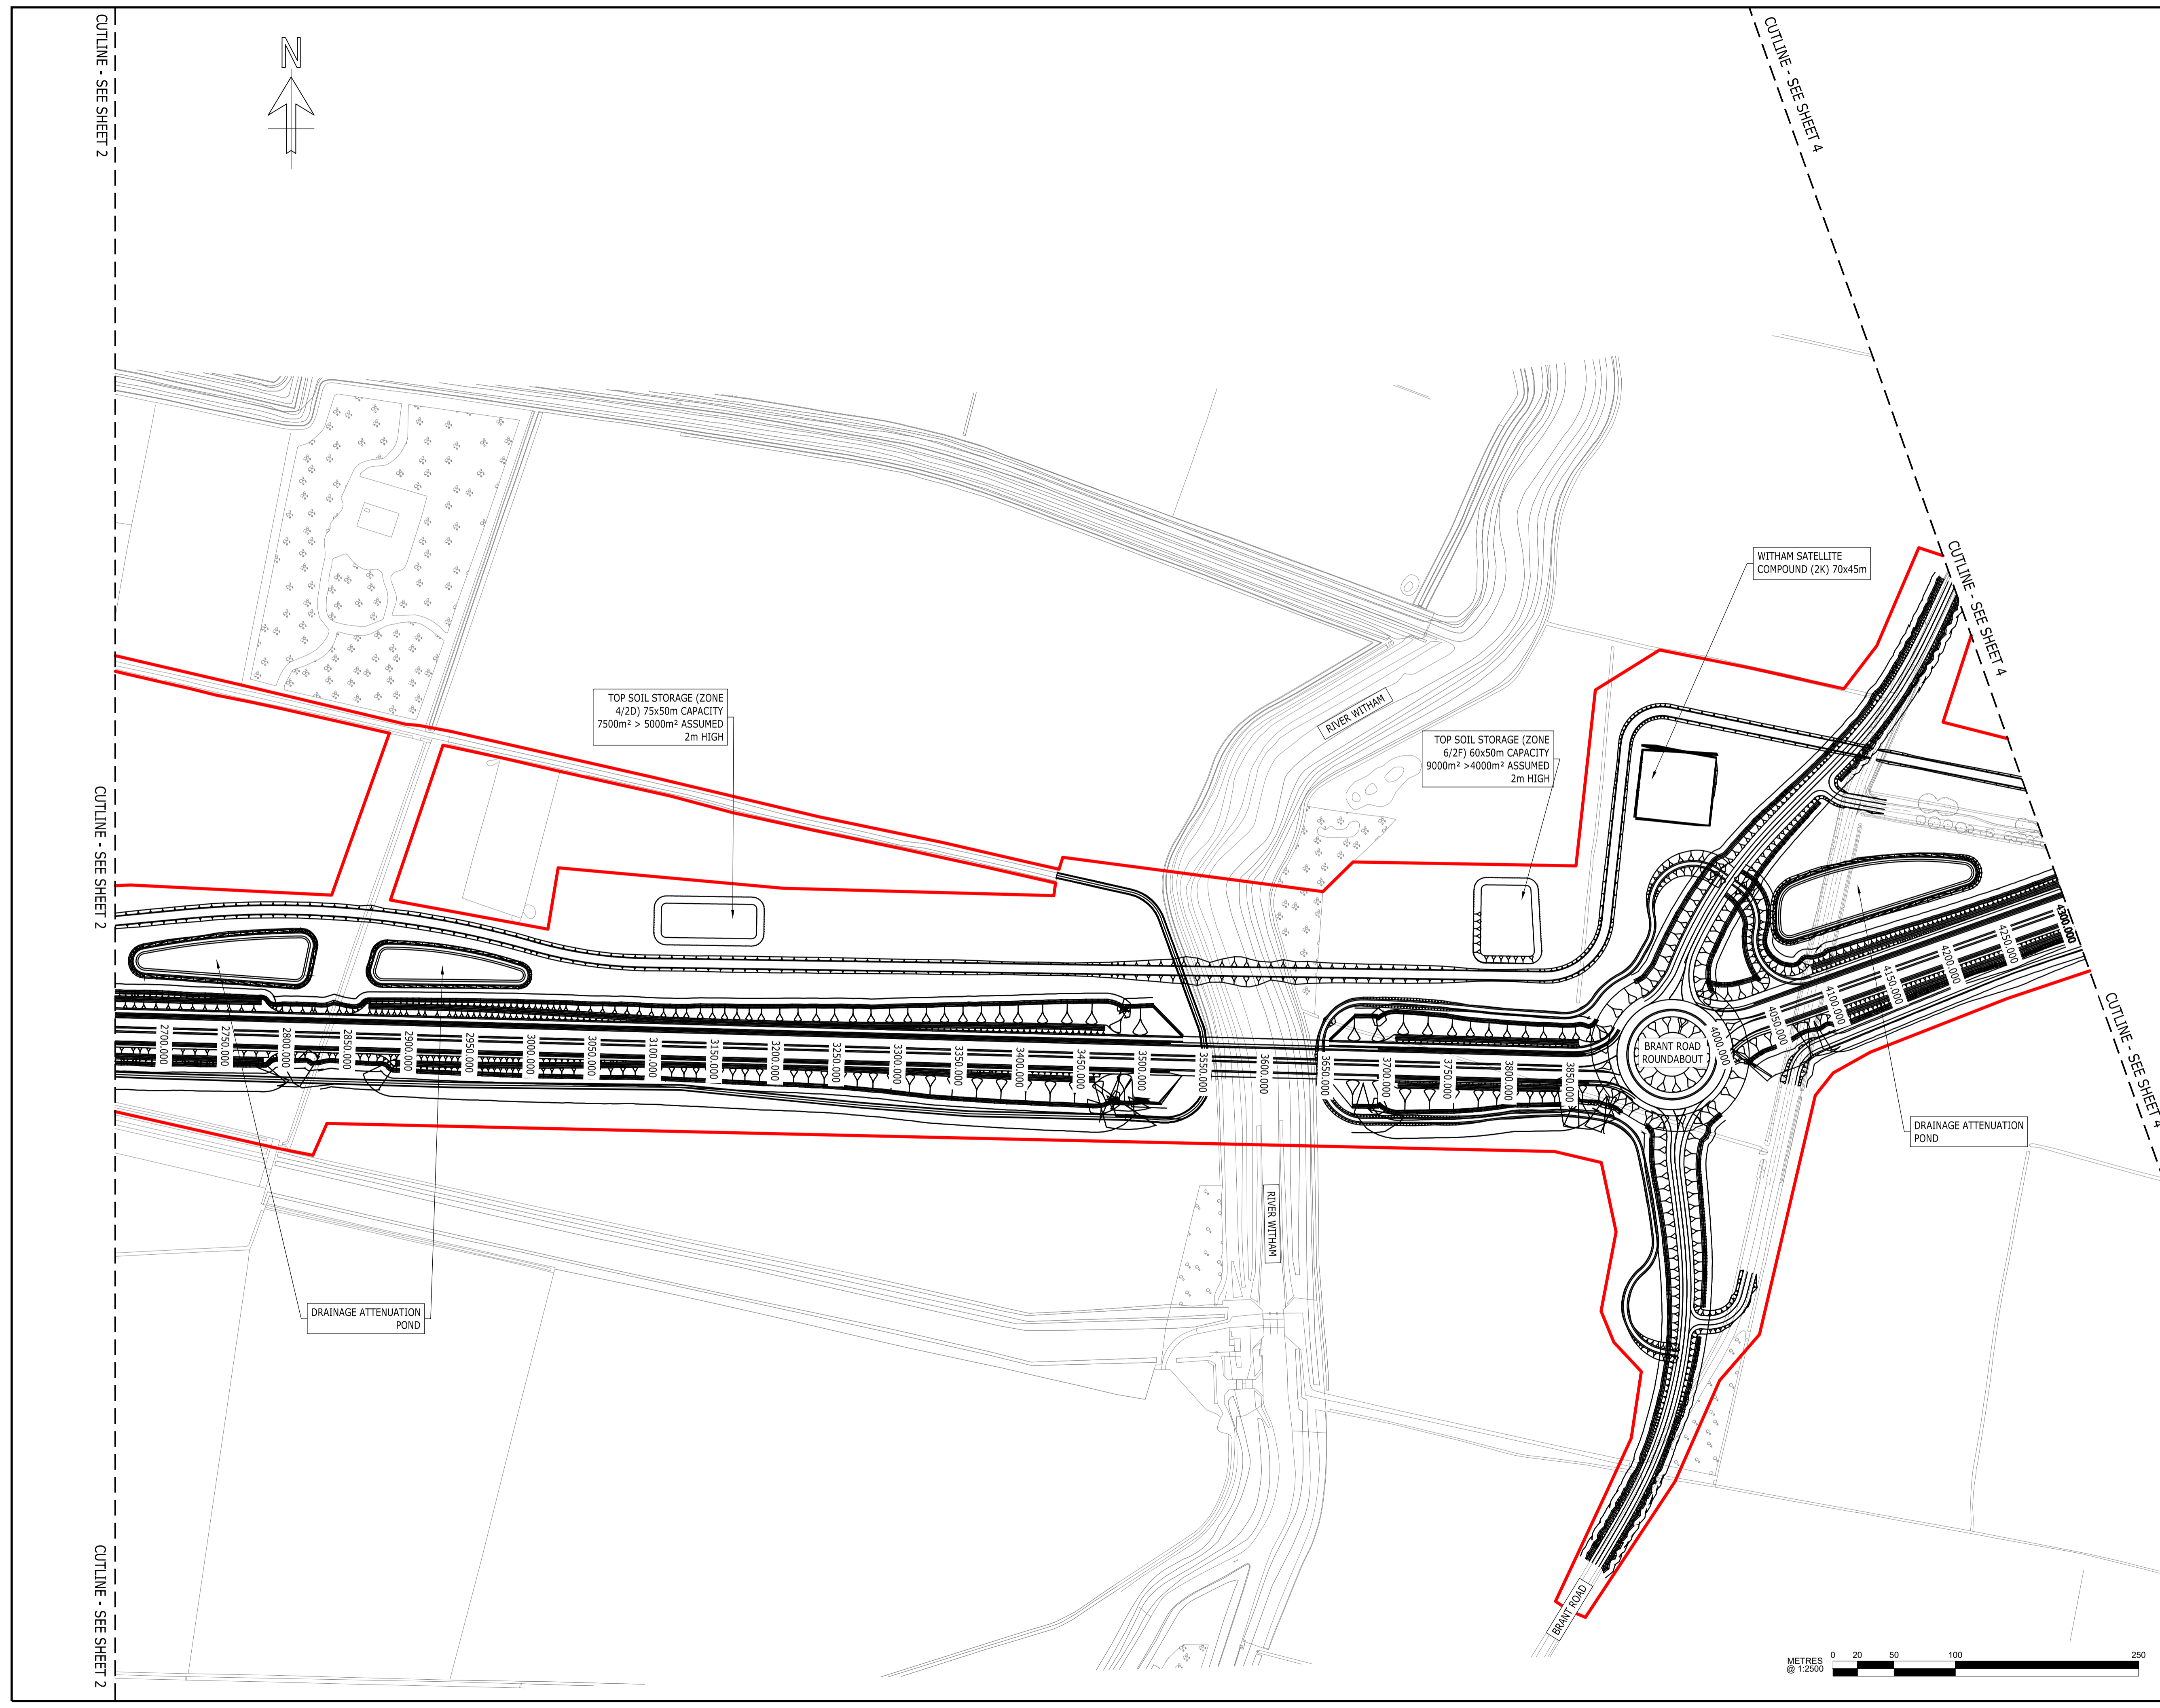 CUTLINE - SEE SHEET 2
N
CUTLINE - SEE SHEET 4
WITHAM SATELLITE
COMPOUND (2K) 70x45m
CUTLINE - SEE SHEET 4
TOP SOIL STORAGE (ZONE
4/2D) 75x50m CAPACITY
7500m² > 5000m² ASSUMED
2m HIGH
RIVER WITHAM
TOP SOIL STORAGE (ZONE
6/2F) 60x50m CAPACITY
9000m² >4000m² ASSUMED
2m HIGH
CUTLINE - SEE SHEET 2
2700.000
2750.000
2800.000
2850.000
2900.000
2950.000
3000.000
3050.000
3100.000
3150.000
3200.000
3250.000
3300.000
3350.000
3400.000
3450.000
3500.000
3550.000
3600.000
3650.000
3700.000
3750.000
3800.000
3850.000
BRANT ROAD
ROUNDABOUT
4000.000
4050.000
4100.000
4150.000
4200.000
4250.000
4300.000
CUTLINE - SEE SHEET 4
DRAINAGE ATTENUATION
POND
RIVER WITHAM
DRAINAGE ATTENUATION
POND
CUTLINE - SEE SHEET 2
BRANT ROAD
METRES
@ 1:2500
0 20 50 100 250